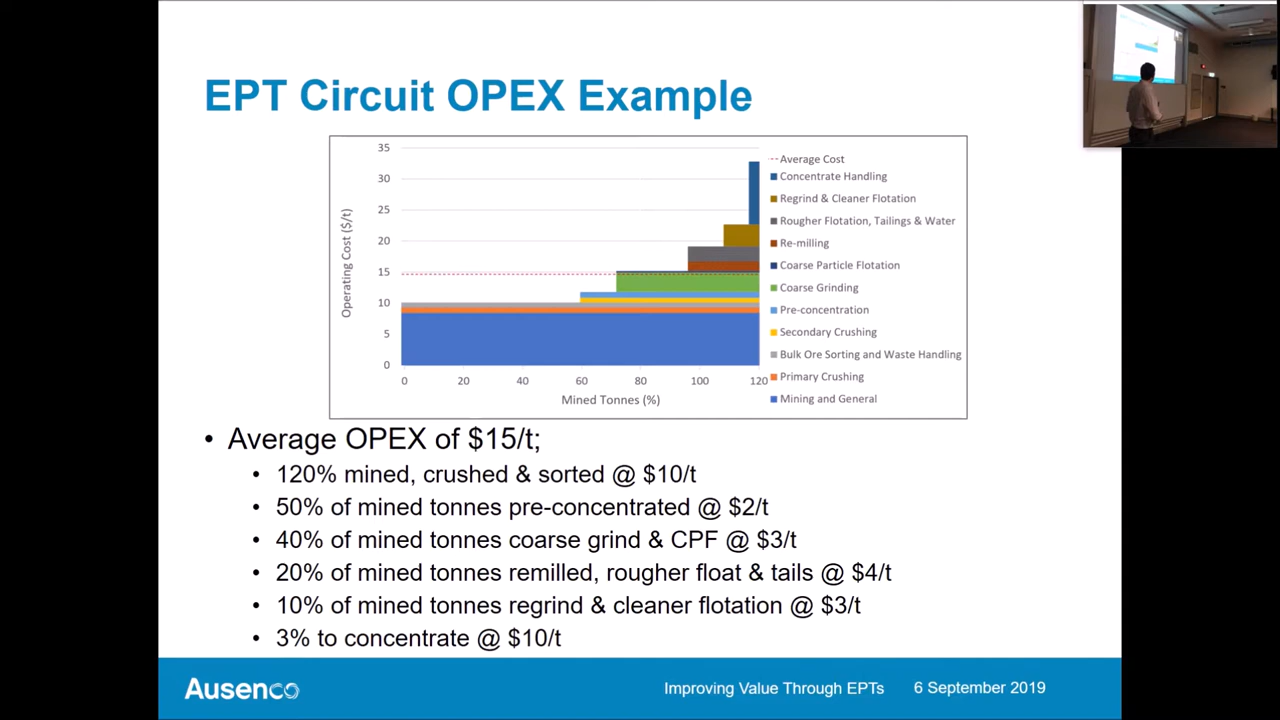 EPT Circuit OPEX Example
35
30
25
20
15
10
5
0
Operating Cost ($/t)
0 20 40 60 80 100 120
Mined Tonnes (%)
Average Cost
Concentrate Handling
Regrind & Cleaner Flotation
Rougher Flotation, Tailings & Water
Re-milling
Coarse Particle Flotation
Coarse Grinding
Pre-concentration
Secondary Crushing
Bulk Ore Sorting and Waste Handling
Primary Crushing
Mining and General
• Average OPEX of $15/t;
• 120% mined, crushed & sorted @ $10/t
• 50% of mined tonnes pre-concentrated @ $2/t
• 40% of mined tonnes coarse grind & CPF @ $3/t
• 20% of mined tonnes remilled, rougher float & tails @ $4/t
• 10% of mined tonnes regrind & cleaner flotation @ $3/t
• 3% to concentrate @ $10/t
Ausenco
Improving Value Through EPTs 6 September 2019